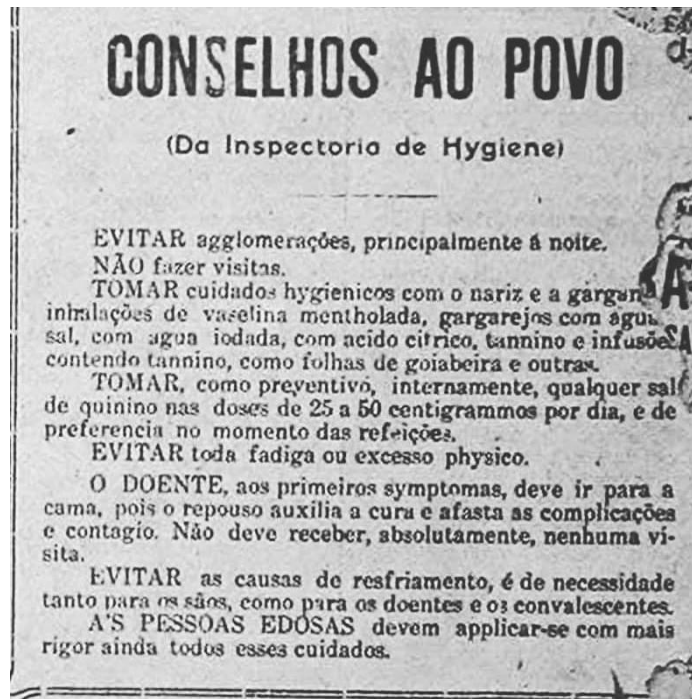 CONSELHOS AO POVO
(Da Inspectoria de Hygiene)
EVITAR agglomerações, principalmente á noite.
NÃO fazer visitas.
TOMAR cuidados hygienicos com o nariz e a gargan
inhalações de vaselina mentholada, gargarejos com agua
sal, com agua iodada, com acido citrico, tannino e infusões
contendo tannino, como folhas de goiabeira e outras.
TOMAR, como preventivo, internamente, qualquer sal
de quinino nas doses de 25 a 50 centigrammos por dia, e de
preferencia no momento das refeições.
EVITAR toda fadiga ou excesso physico.
O DOENTE, aos primeiros symptomas, deve ir para a
cama, pois o repouso auxilia a cura e afasta as complicações
e contagio. Não deve receber, absolutamente, nenhuma vi-
sita.
EVITAR as causas de resfriamento, é de necessidade
tanto para os sãos, como para os doentes e os convalescentes.
A'S PESSOAS EDOSAS devem applicar-se com mais
rigor ainda todos esses cuidados.